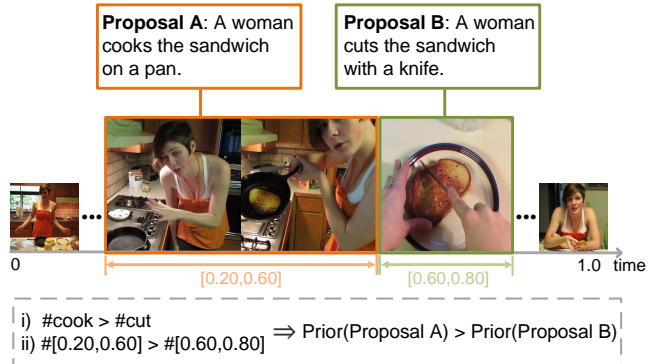 Proposal A: A woman
cooks the sandwich
on a pan.
Proposal B: A woman
cuts the sandwich
with a knife.
0
[0.20,0.60]
[0.60,0.80]
1.0
time
i) #cook > #cut
ii) #[0.20,0.60] > #[0.60,0.80]
⇒ Prior(Proposal A) > Prior(Proposal B)